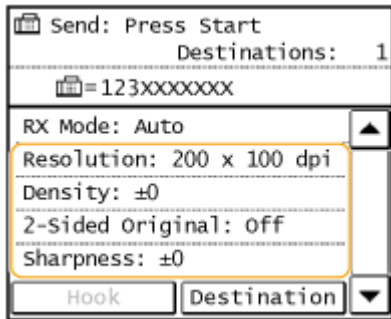 Send: Press Start
Destinations: 1
=123XXXXXXX
RX Mode: Auto
Resolution: 200 x 100 dpi
Density: ±0
2-Sided Original: Off
Sharpness: ±0
Hook Destination